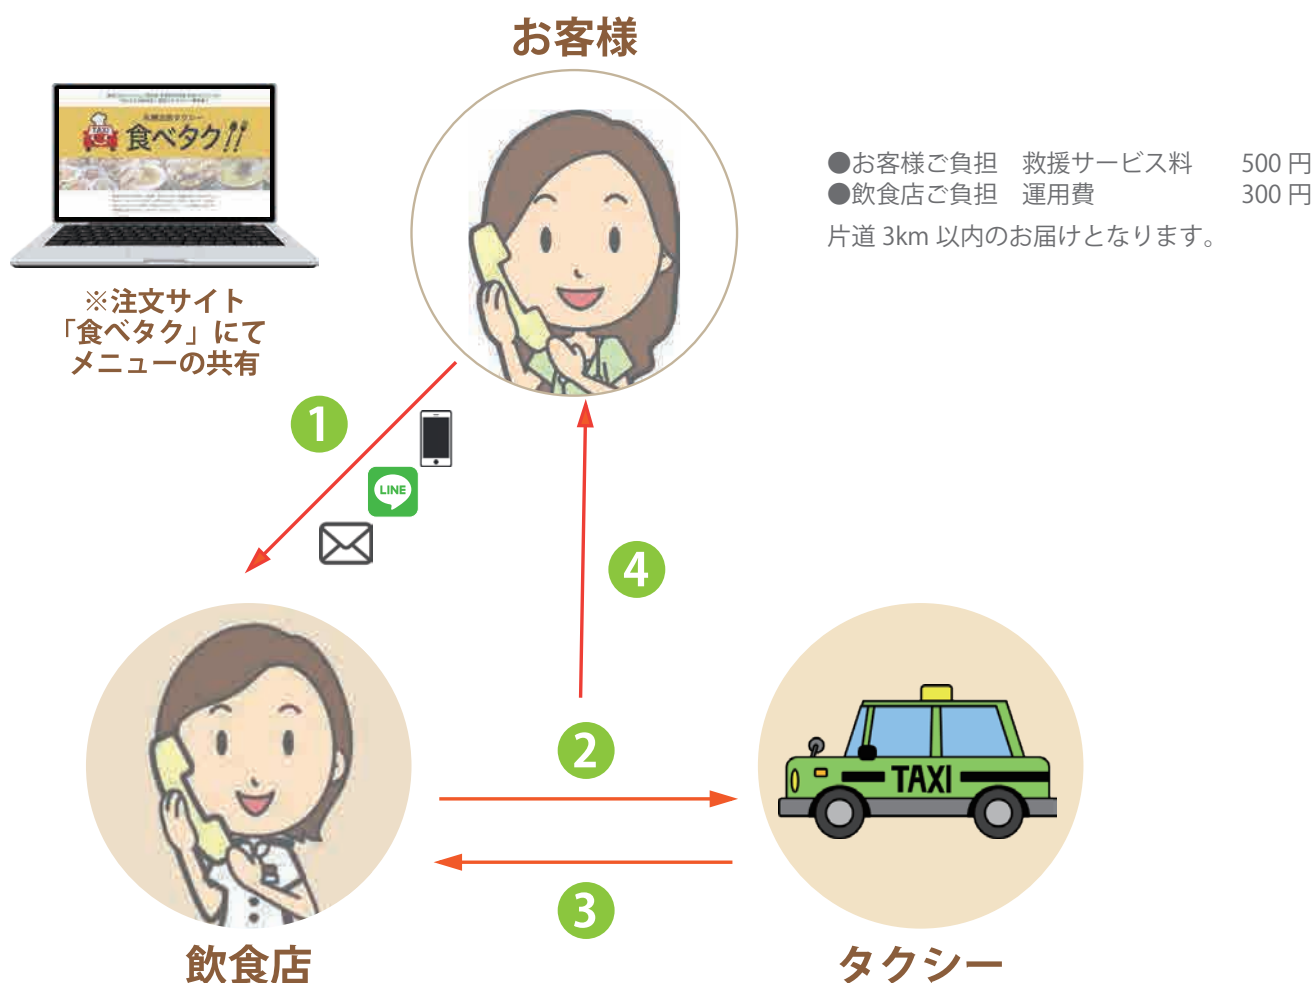 お客様
TAXI
食べタク!!
※注文サイト
「食べタク」にて
メニューの共有
●お客様ご負担　救援サービス料　500 円
●飲食店ご負担　運用費　300 円
片道 3km 以内のお届けとなります。
1
LINE
4
2
TAXI
3
飲食店
タクシー